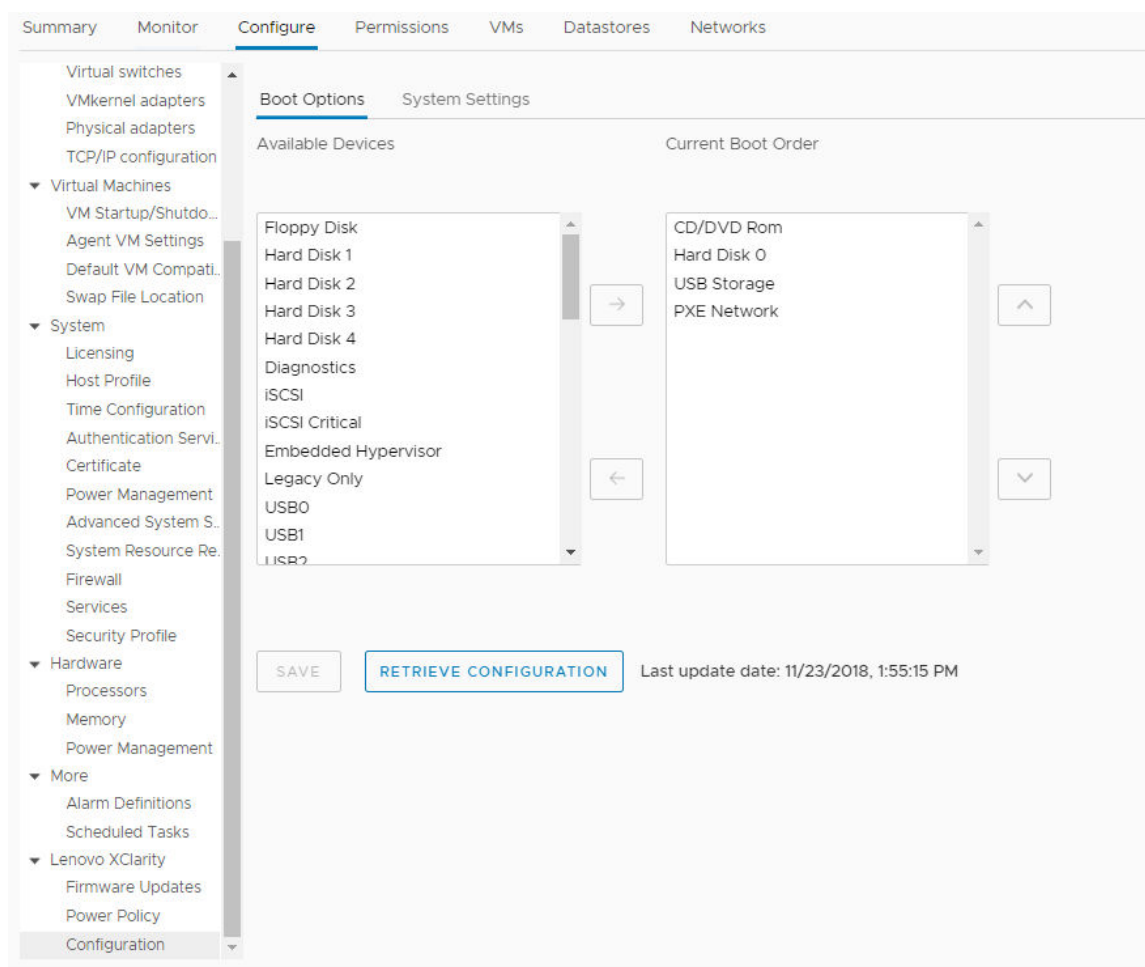 Summary Monitor Configure Permissions VMs Datastores Networks
Virtual switches
VMkernel adapters
Physical adapters
TCP/IP configuration
Virtual Machines
VM Startup/Shutdo...
Agent VM Settings
Default VM Compati..
Swap File Location
System
Licensing
Host Profile
Time Configuration
Authentication Servi..
Certificate
Power Management
Advanced System S..
System Resource Re.
Firewall
Services
Security Profile
Hardware
Processors
Memory
Power Management
More
Alarm Definitions
Scheduled Tasks
Lenovo XClarity
Firmware Updates
Power Policy
Configuration
Boot Options System Settings
Available Devices
Floppy Disk
Hard Disk 1
Hard Disk 2
Hard Disk 3
Hard Disk 4
Diagnostics
iSCSI
iSCSI Critical
Embedded Hypervisor
Legacy Only
USB0
USB1
USB2
Current Boot Order
CD/DVD Rom
Hard Disk 0
USB Storage
PXE Network
SAVE RETRIEVE CONFIGURATION Last update date: 11/23/2018, 1:55:15 PM